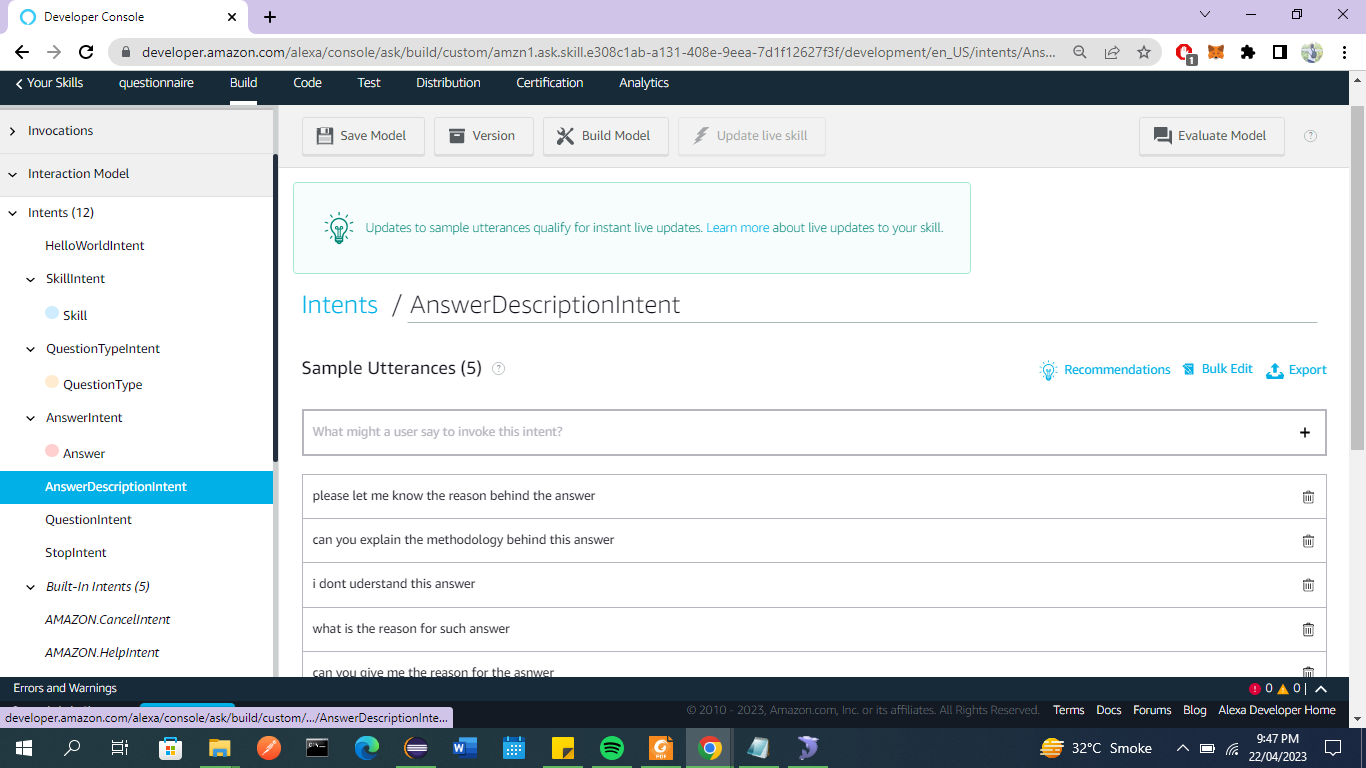 Developer Console
developer.amazon.com/alexa/console/ask/build/custom/amzn1.ask.skill.e308c1ab-a131-408e-9eea-7d1f12627f3f/development/en_US/intents/Ans...
1
Your Skills questionnaire Build Code Test Distribution Certification Analytics
Invocations
Interaction Model
Intents (12)
HelloWorldIntent
SkillIntent
Skill
QuestionTypeIntent
QuestionType
AnswerIntent
Answer
AnswerDescriptionIntent
QuestionIntent
StopIntent
Built-In Intents (5)
AMAZON.CancelIntent
AMAZON.HelpIntent
Save Model Version Build Model Update live skill Evaluate Model ?
Updates to sample utterances qualify for instant live updates. Learn more about live updates to your skill.
Intents / AnswerDescriptionIntent
Sample Utterances (5) ? Recommendations Bulk Edit Export
What might a user say to invoke this intent? +
please let me know the reason behind the answer
can you explain the methodology behind this answer
i dont uderstand this answer
what is the reason for such answer
can you give me the reason for the asnwer
Errors and Warnings 0 0 |
developer.amazon.com/alexa/console/ask/build/custom/.../AnswerDescriptionInte...
© 2010 - 2023, Amazon.com, Inc. or its affiliates. All Rights Reserved. Terms Docs Forums Blog Alexa Developer Home
PDF
32°C Smoke
9:47 PM
22/04/2023